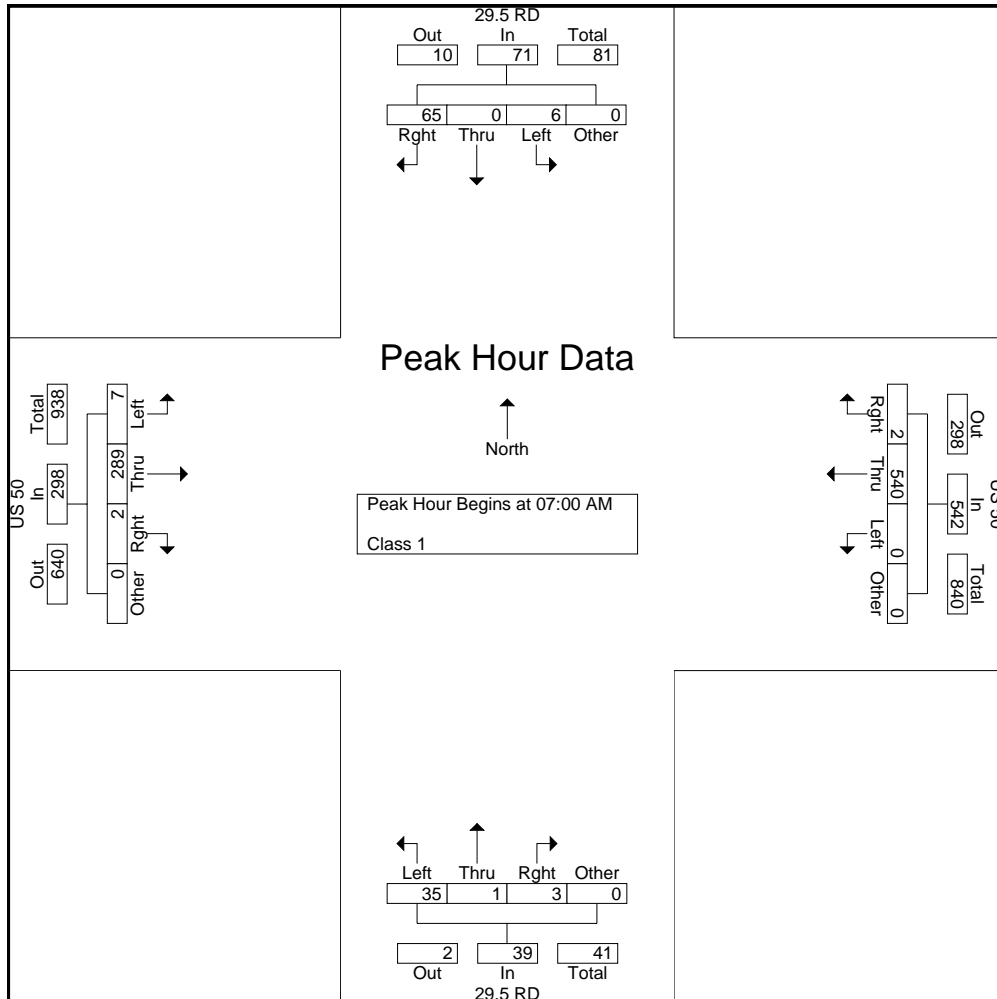 29.5 RD
Out In Total
10 71 81
65 0 6 0
Rght Thru Left Other
Peak Hour Data
North
Peak Hour Begins at 07:00 AM
Class 1
US 50
Total In Out
938 298 640
7 289 2 0
Left Thru Rght Other
US 50
Out In Total
298 542 840
2 540 0 0
Rght Thru Left Other
Left Thru Rght Other
35 1 3 0
2 39 41
Out In Total
29.5 RD